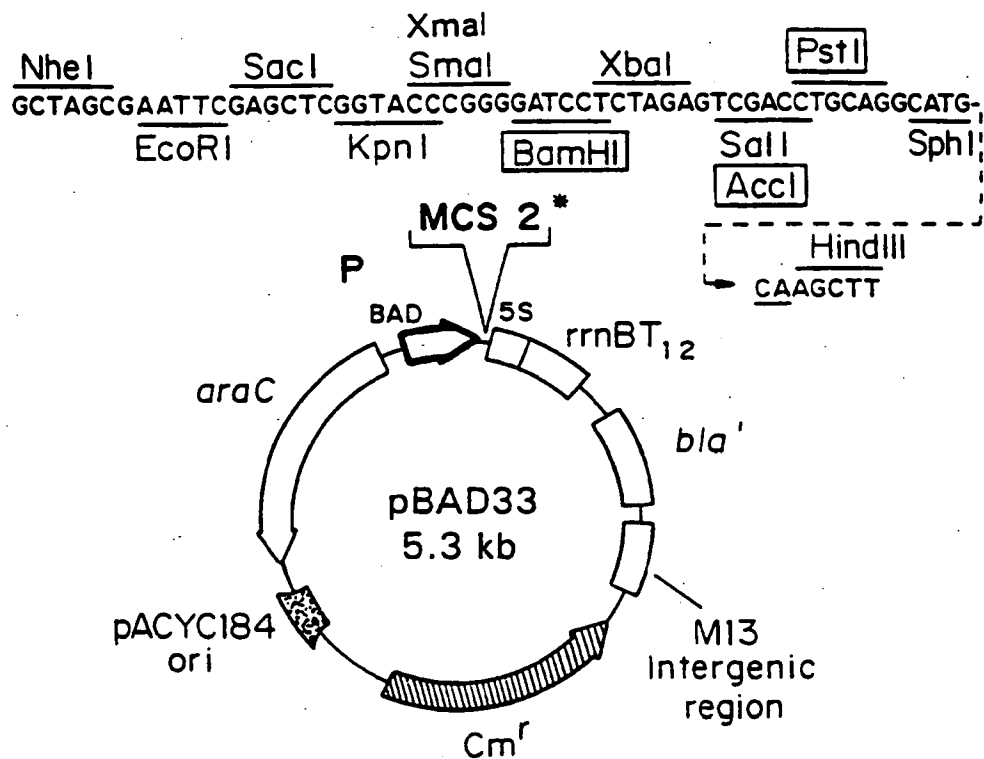 XmaI
NheI SacI SmaI XbaI PstI
GCTAGCGAATTCGAGCTCGGTACCCGGGGATCCTCTAGAGTCGACCTGCAGGCATG-
EcoRI KpnI BamHI SalI SphI
AccI
MCS 2*
HindIII
CAAGCTT
P
BAD
5S
rrnBT12
araC
bla'
pBAD33
5.3 kb
pACYC184
ori
M13
Intergenic
region
Cmr